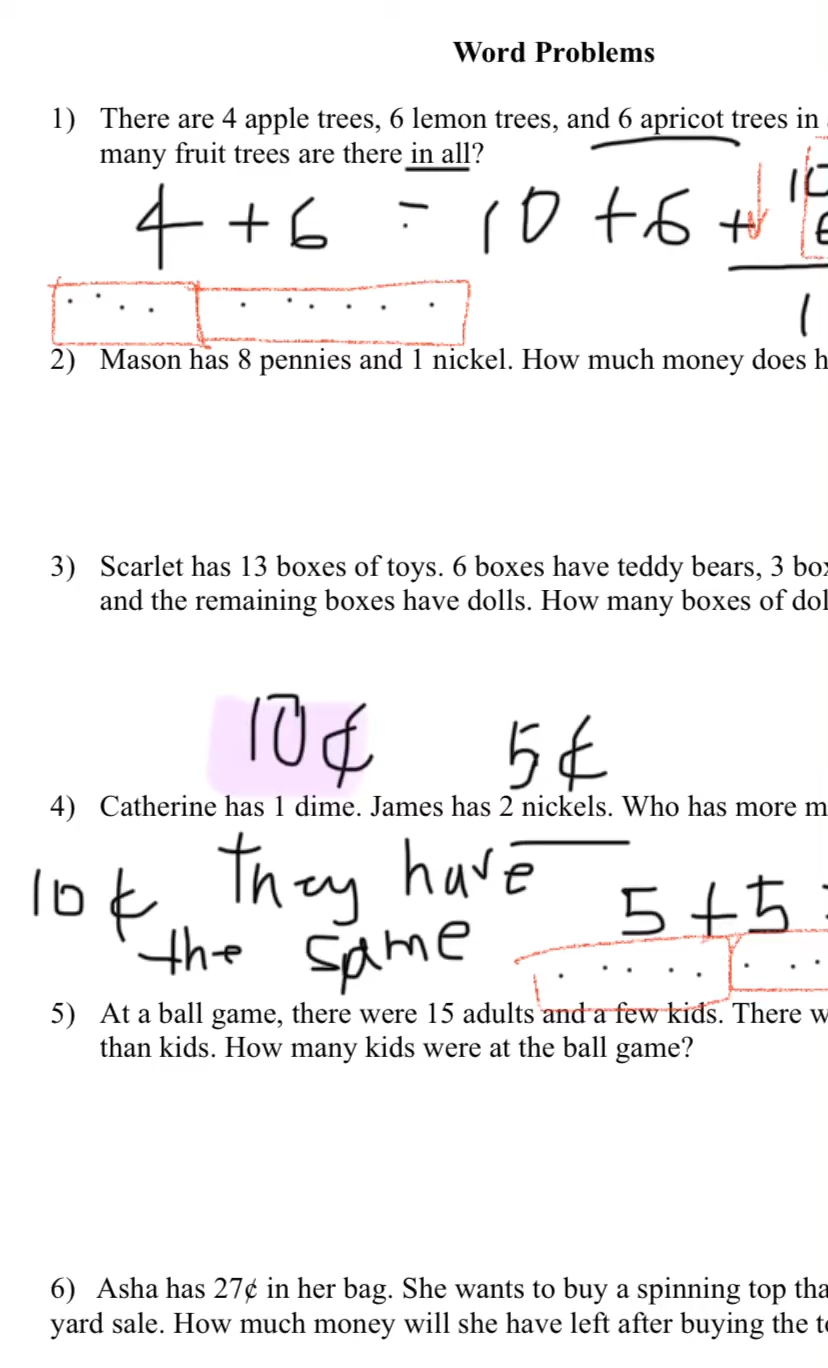 Word Problems
1) There are 4 apple trees, 6 lemon trees, and 6 apricot trees in
many fruit trees are there in all?
4 + 6 = 10 + 6 + 10
1
2) Mason has 8 pennies and 1 nickel. How much money does
3) Scarlet has 13 boxes of toys. 6 boxes have teddy bears, 3
and the remaining boxes have dolls. How many boxes of
10¢ 5¢
4) Catherine has 1 dime. James has 2 nickels. Who has more
10¢ they have
the same 5 + 5
5) At a ball game, there were 15 adults and a few kids. There
than kids. How many kids were at the ball game?
6) Asha has 27¢ in her bag. She wants to buy a spinning top
yard sale. How much money will she have left after buying the